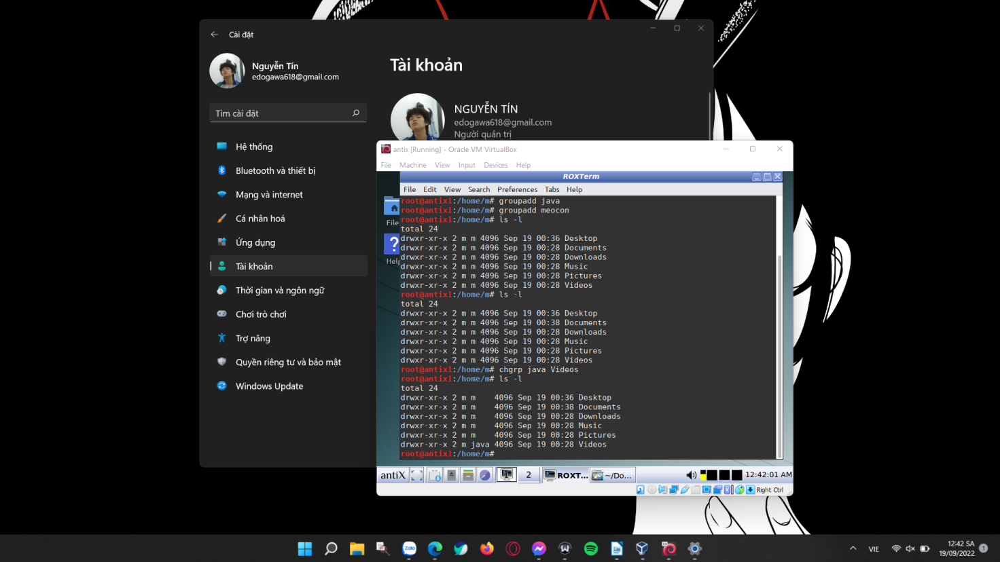 Cài đặt
Nguyễn Tín
edogawa618@gmail.com
Tìm cài đặt
Hệ thống
Bluetooth và thiết bị
Mạng và internet
Cá nhân hoá
Ứng dụng
Tài khoản
Thời gian và ngôn ngữ
Chơi trò chơi
Trợ năng
Quyền riêng tư và bảo mật
Windows Update
Tài khoản
NGUYỄN TÍN
edogawa618@gmail.com
Người quản trị
antix [Running] - Oracle VM VirtualBox
File Machine View Input Devices Help
ROXTerm
File Edit View Search Preferences Tabs Help
File
Help
root@antix1:/home/m# groupadd java
root@antix1:/home/m# groupadd meocon
root@antix1:/home/m# ls -l
total 24
drwxr-xr-x 2 m m 4096 Sep 19 00:36 Desktop
drwxr-xr-x 2 m m 4096 Sep 19 00:28 Documents
drwxr-xr-x 2 m m 4096 Sep 19 00:28 Downloads
drwxr-xr-x 2 m m 4096 Sep 19 00:28 Music
drwxr-xr-x 2 m m 4096 Sep 19 00:28 Pictures
drwxr-xr-x 2 m m 4096 Sep 19 00:28 Videos
root@antix1:/home/m# ls -l
total 24
drwxr-xr-x 2 m m 4096 Sep 19 00:36 Desktop
drwxr-xr-x 2 m m 4096 Sep 19 00:38 Documents
drwxr-xr-x 2 m m 4096 Sep 19 00:28 Downloads
drwxr-xr-x 2 m m 4096 Sep 19 00:28 Music
drwxr-xr-x 2 m m 4096 Sep 19 00:28 Pictures
drwxr-xr-x 2 m m 4096 Sep 19 00:28 Videos
root@antix1:/home/m# chgrp java Videos
root@antix1:/home/m# ls -l
total 24
drwxr-xr-x 2 m m    4096 Sep 19 00:36 Desktop
drwxr-xr-x 2 m m    4096 Sep 19 00:38 Documents
drwxr-xr-x 2 m m    4096 Sep 19 00:28 Downloads
drwxr-xr-x 2 m m    4096 Sep 19 00:28 Music
drwxr-xr-x 2 m m    4096 Sep 19 00:28 Pictures
drwxr-xr-x 2 m java 4096 Sep 19 00:28 Videos
root@antix1:/home/m#
antiX 2 ROXT... ~/Do... 12:42:01 AM
Right Ctrl
Zalo
VIE
12:42 SA
19/09/2022
1